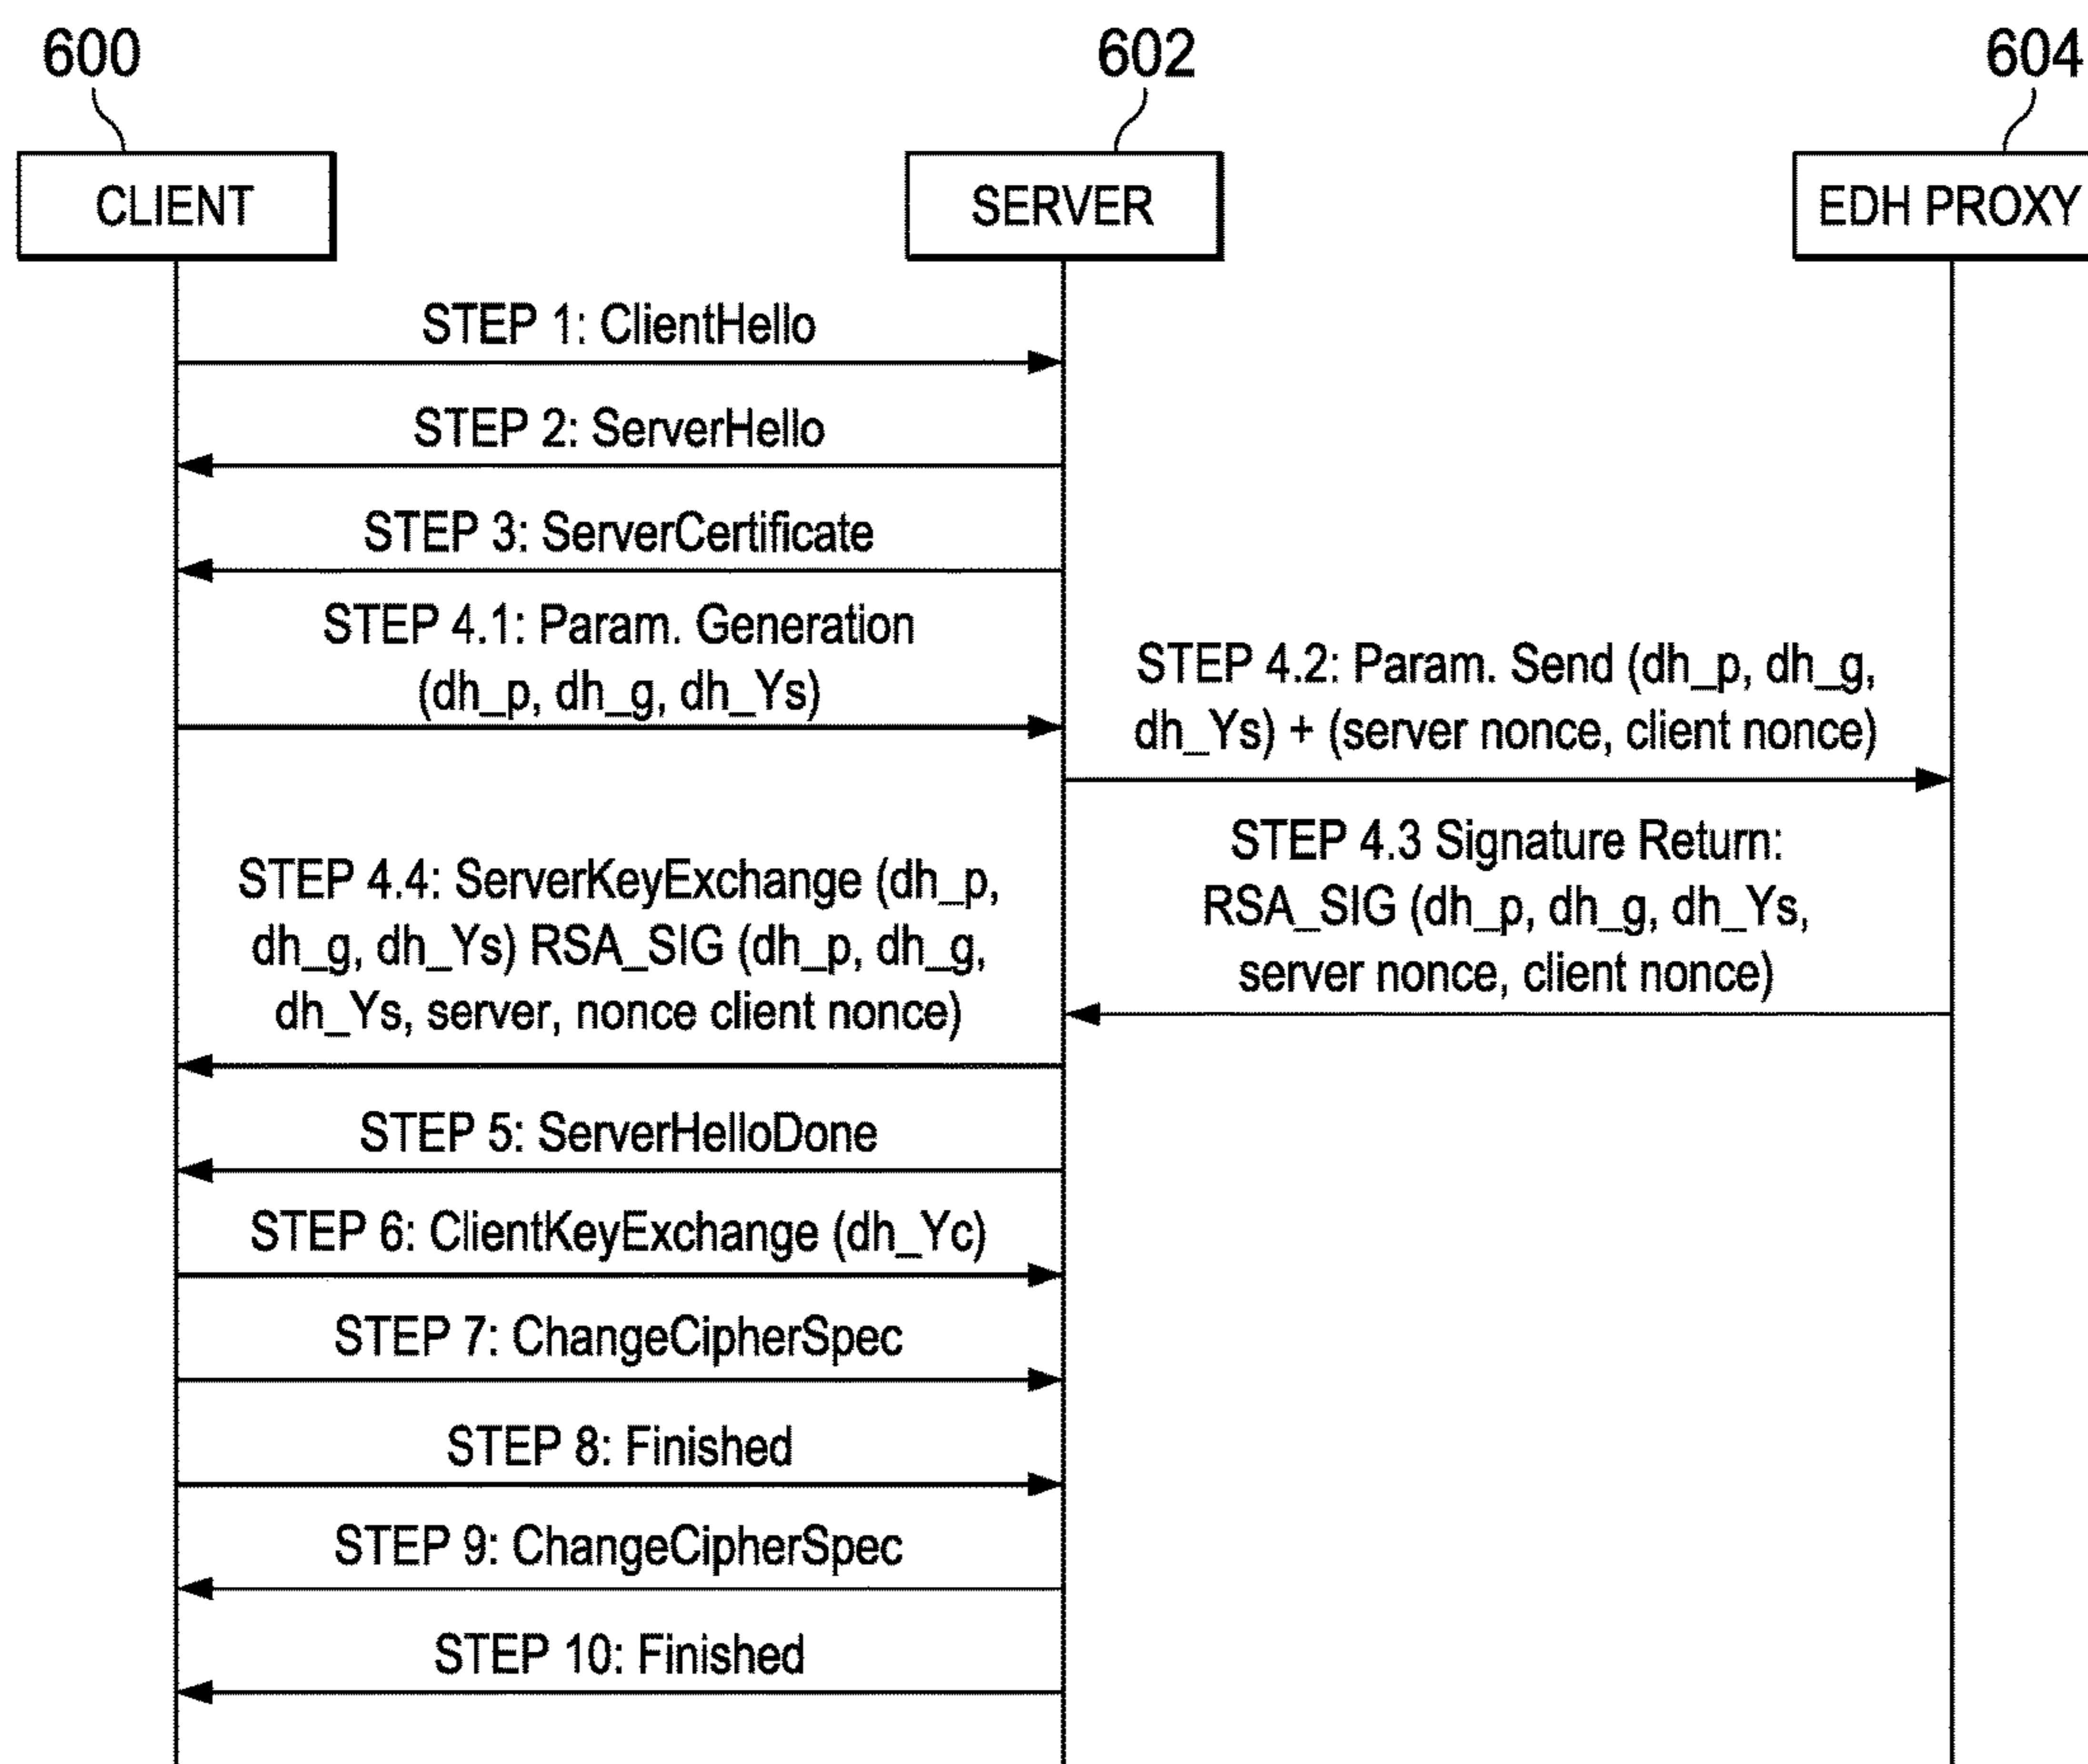 600
602
604
CLIENT
SERVER
EDH PROXY
STEP 1: ClientHello
STEP 2: ServerHello
STEP 3: ServerCertificate
STEP 4.1: Param. Generation
(dh_p, dh_g, dh_Ys)
STEP 4.2: Param. Send (dh_p, dh_g,
dh_Ys) + (server nonce, client nonce)
STEP 4.3 Signature Return:
RSA_SIG (dh_p, dh_g, dh_Ys,
server nonce, client nonce)
STEP 4.4: ServerKeyExchange (dh_p,
dh_g, dh_Ys) RSA_SIG (dh_p, dh_g,
dh_Ys, server, nonce client nonce)
STEP 5: ServerHelloDone
STEP 6: ClientKeyExchange (dh_Yc)
STEP 7: ChangeCipherSpec
STEP 8: Finished
STEP 9: ChangeCipherSpec
STEP 10: Finished